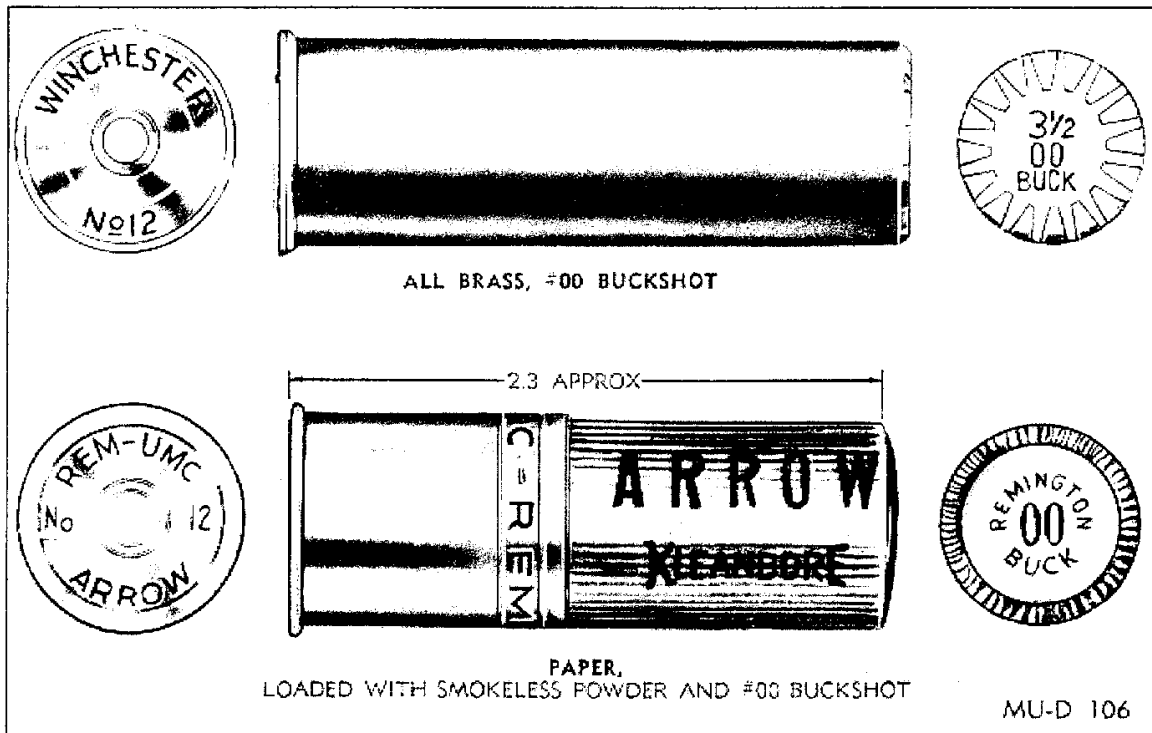 WINCHESTER
No12
3½
00
BUCK
ALL BRASS, #00 BUCKSHOT
2.3 APPROX
REM-UMC
No 12
ARROW
C-REM
ARROW
KLEANBORE
REMINGTON
00
BUCK
PAPER,
LOADED WITH SMOKELESS POWDER AND #00 BUCKSHOT
MU-D 106